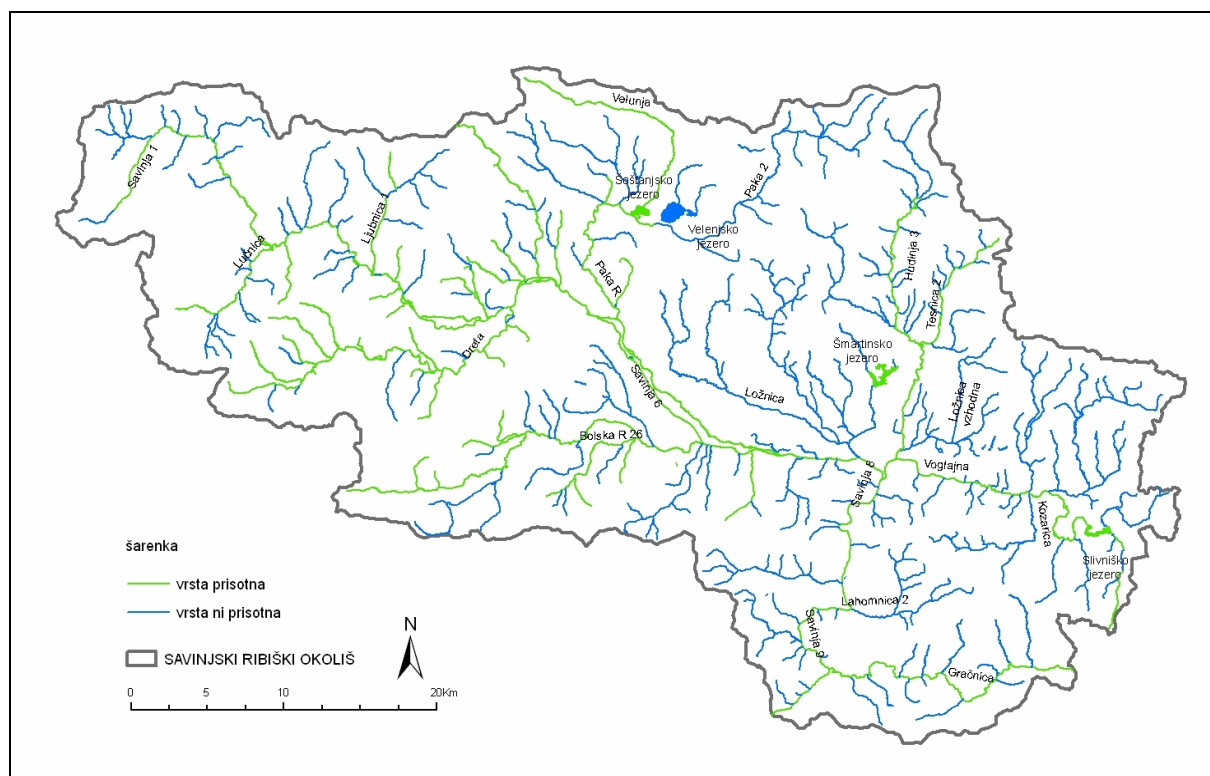 Velunja
Savinja 1
Ljubnica 1
Šoštanjsko
jezero
Paka 2
Velenjsko
jezero
Lučnica
Paka R
Hudinja 3
Tesnica 2
Dreta
Šmartinsko
jezero
Savinja 6
Ložnica
Ložnica
vzhodna
Bolska R 26
Voglajna
Savinja 8
Kozarica
Slivniško
jezero
šarenka
vrsta prisotna
vrsta ni prisotna
Lahomnica 2
Savinja 9
Gračnica
N
SAVINJSKI RIBIŠKI OKOLIŠ
0 5 10 20Km